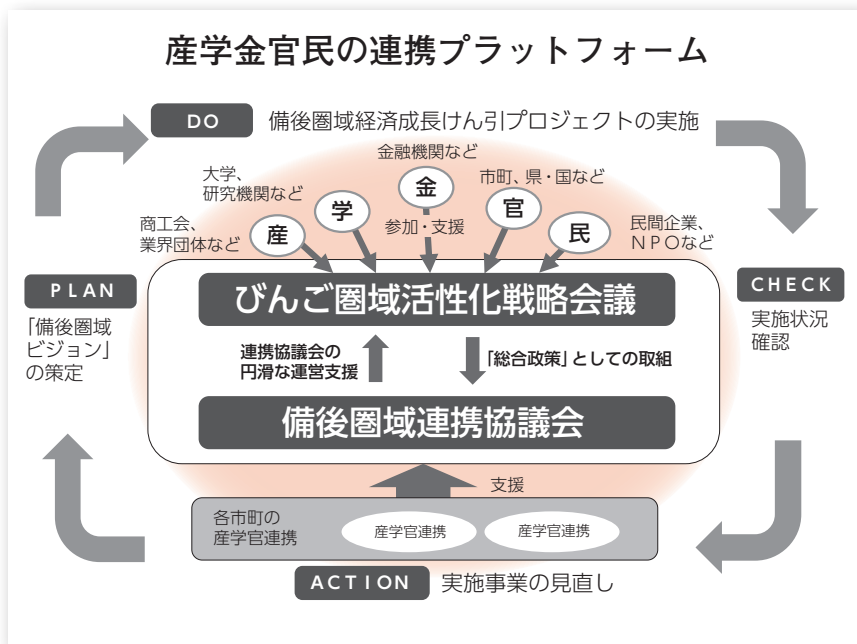 産学金官民の連携プラットフォーム
DO
備後圏域経済成長けん引プロジェクトの実施
金融機関など
大学、
研究機関など
市町、県・国など
商工会、
業界団体など
産
学
金
官
民
参加・支援
民間企業、
NPOなど
PLAN
「備後圏域
ビジョン」
の策定
CHECK
実施状況
確認
びんご圏域活性化戦略会議
連携協議会の
円滑な運営支援
「総合政策」としての取組
備後圏域連携協議会
支援
各市町の
産学官連携
産学官連携
産学官連携
ACTION
実施事業の見直し